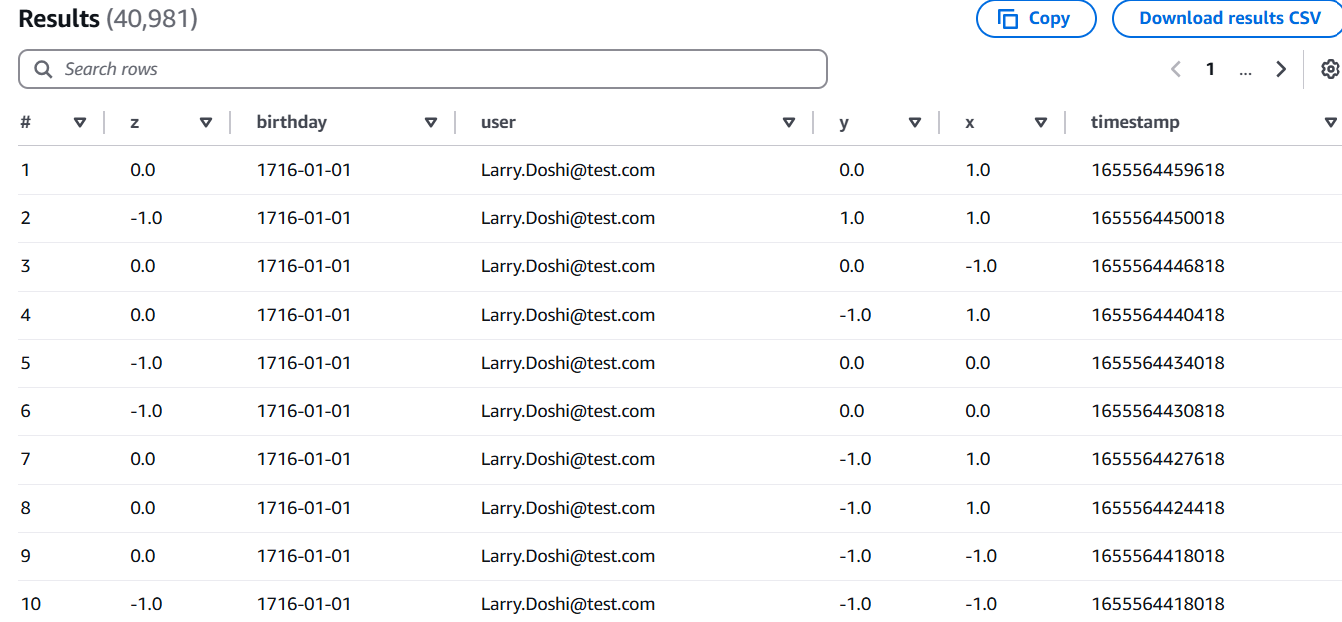 Results (40,981) Copy Download results CSV
Search rows 1 ...
# z birthday user y x timestamp
1 0.0 1716-01-01 Larry.Doshi@test.com 0.0 1.0 1655564459618
2 -1.0 1716-01-01 Larry.Doshi@test.com 1.0 1.0 1655564450018
3 0.0 1716-01-01 Larry.Doshi@test.com 0.0 -1.0 1655564446818
4 0.0 1716-01-01 Larry.Doshi@test.com -1.0 1.0 1655564440418
5 -1.0 1716-01-01 Larry.Doshi@test.com 0.0 0.0 1655564434018
6 -1.0 1716-01-01 Larry.Doshi@test.com 0.0 0.0 1655564430818
7 0.0 1716-01-01 Larry.Doshi@test.com -1.0 1.0 1655564427618
8 0.0 1716-01-01 Larry.Doshi@test.com -1.0 1.0 1655564424418
9 0.0 1716-01-01 Larry.Doshi@test.com -1.0 -1.0 1655564418018
10 -1.0 1716-01-01 Larry.Doshi@test.com -1.0 -1.0 1655564418018